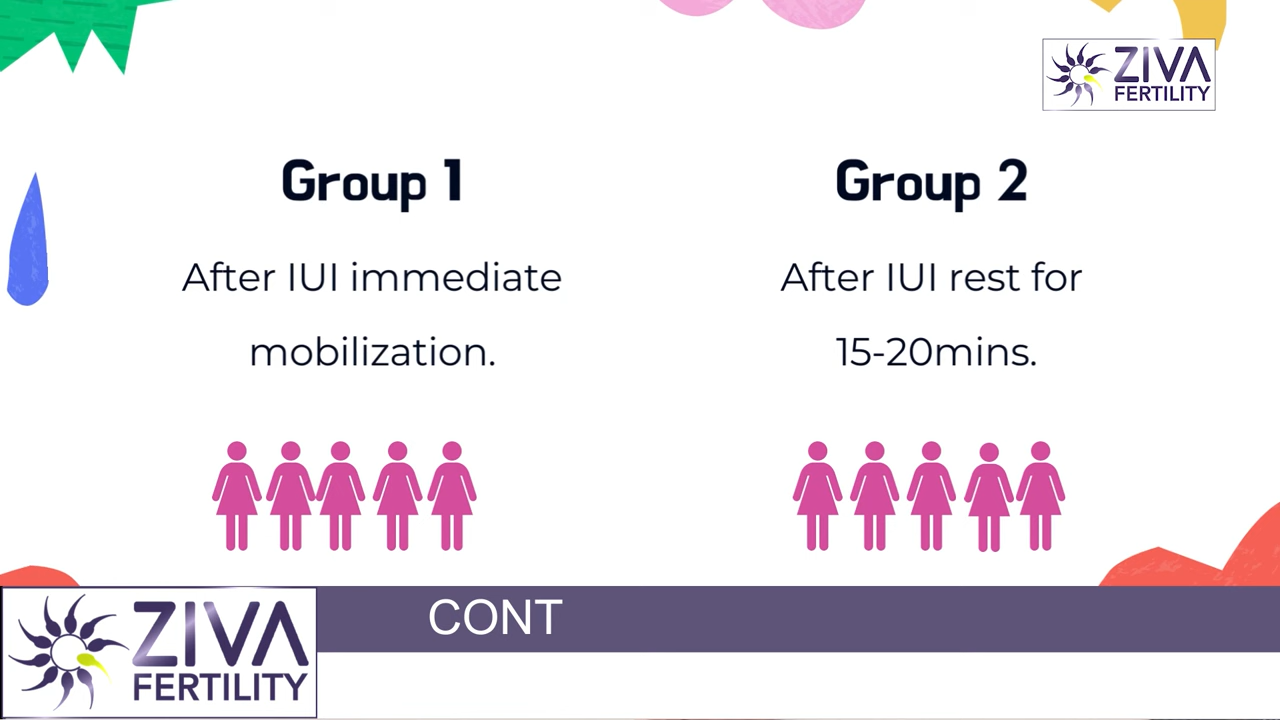 ZIVA
FERTILITY
Group 1
Group 2
After IUI immediate
mobilization.
After IUI rest for
15-20mins.
CONT
ZIVA
FERTILITY